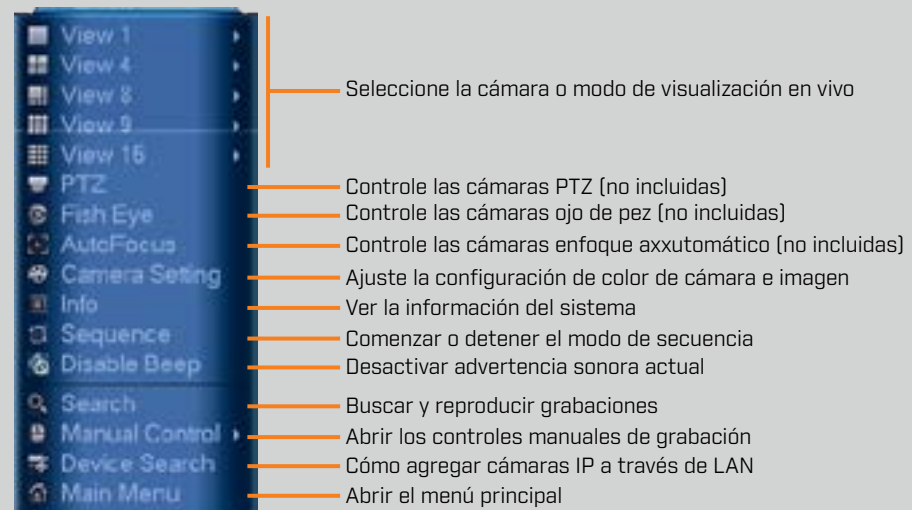 View 1
View 4
View 8
View 9
View 16
Seleccione la cámara o modo de visualización en vivo
PTZ
Controle las cámaras PTZ (no incluidas)
Fish Eye
Controle las cámaras ojo de pez (no incluidas)
AutoFocus
Controle las cámaras enfoque axxutomático (no incluidas)
Camera Setting
Ajuste la configuración de color de cámara e imagen
Info
Ver la información del sistema
Sequence
Comenzar o detener el modo de secuencia
Disable Beep
Desactivar advertencia sonora actual
Search
Buscar y reproducir grabaciones
Manual Control
Abrir los controles manuales de grabación
Device Search
Cómo agregar cámaras IP a través de LAN
Main Menu
Abrir el menú principal